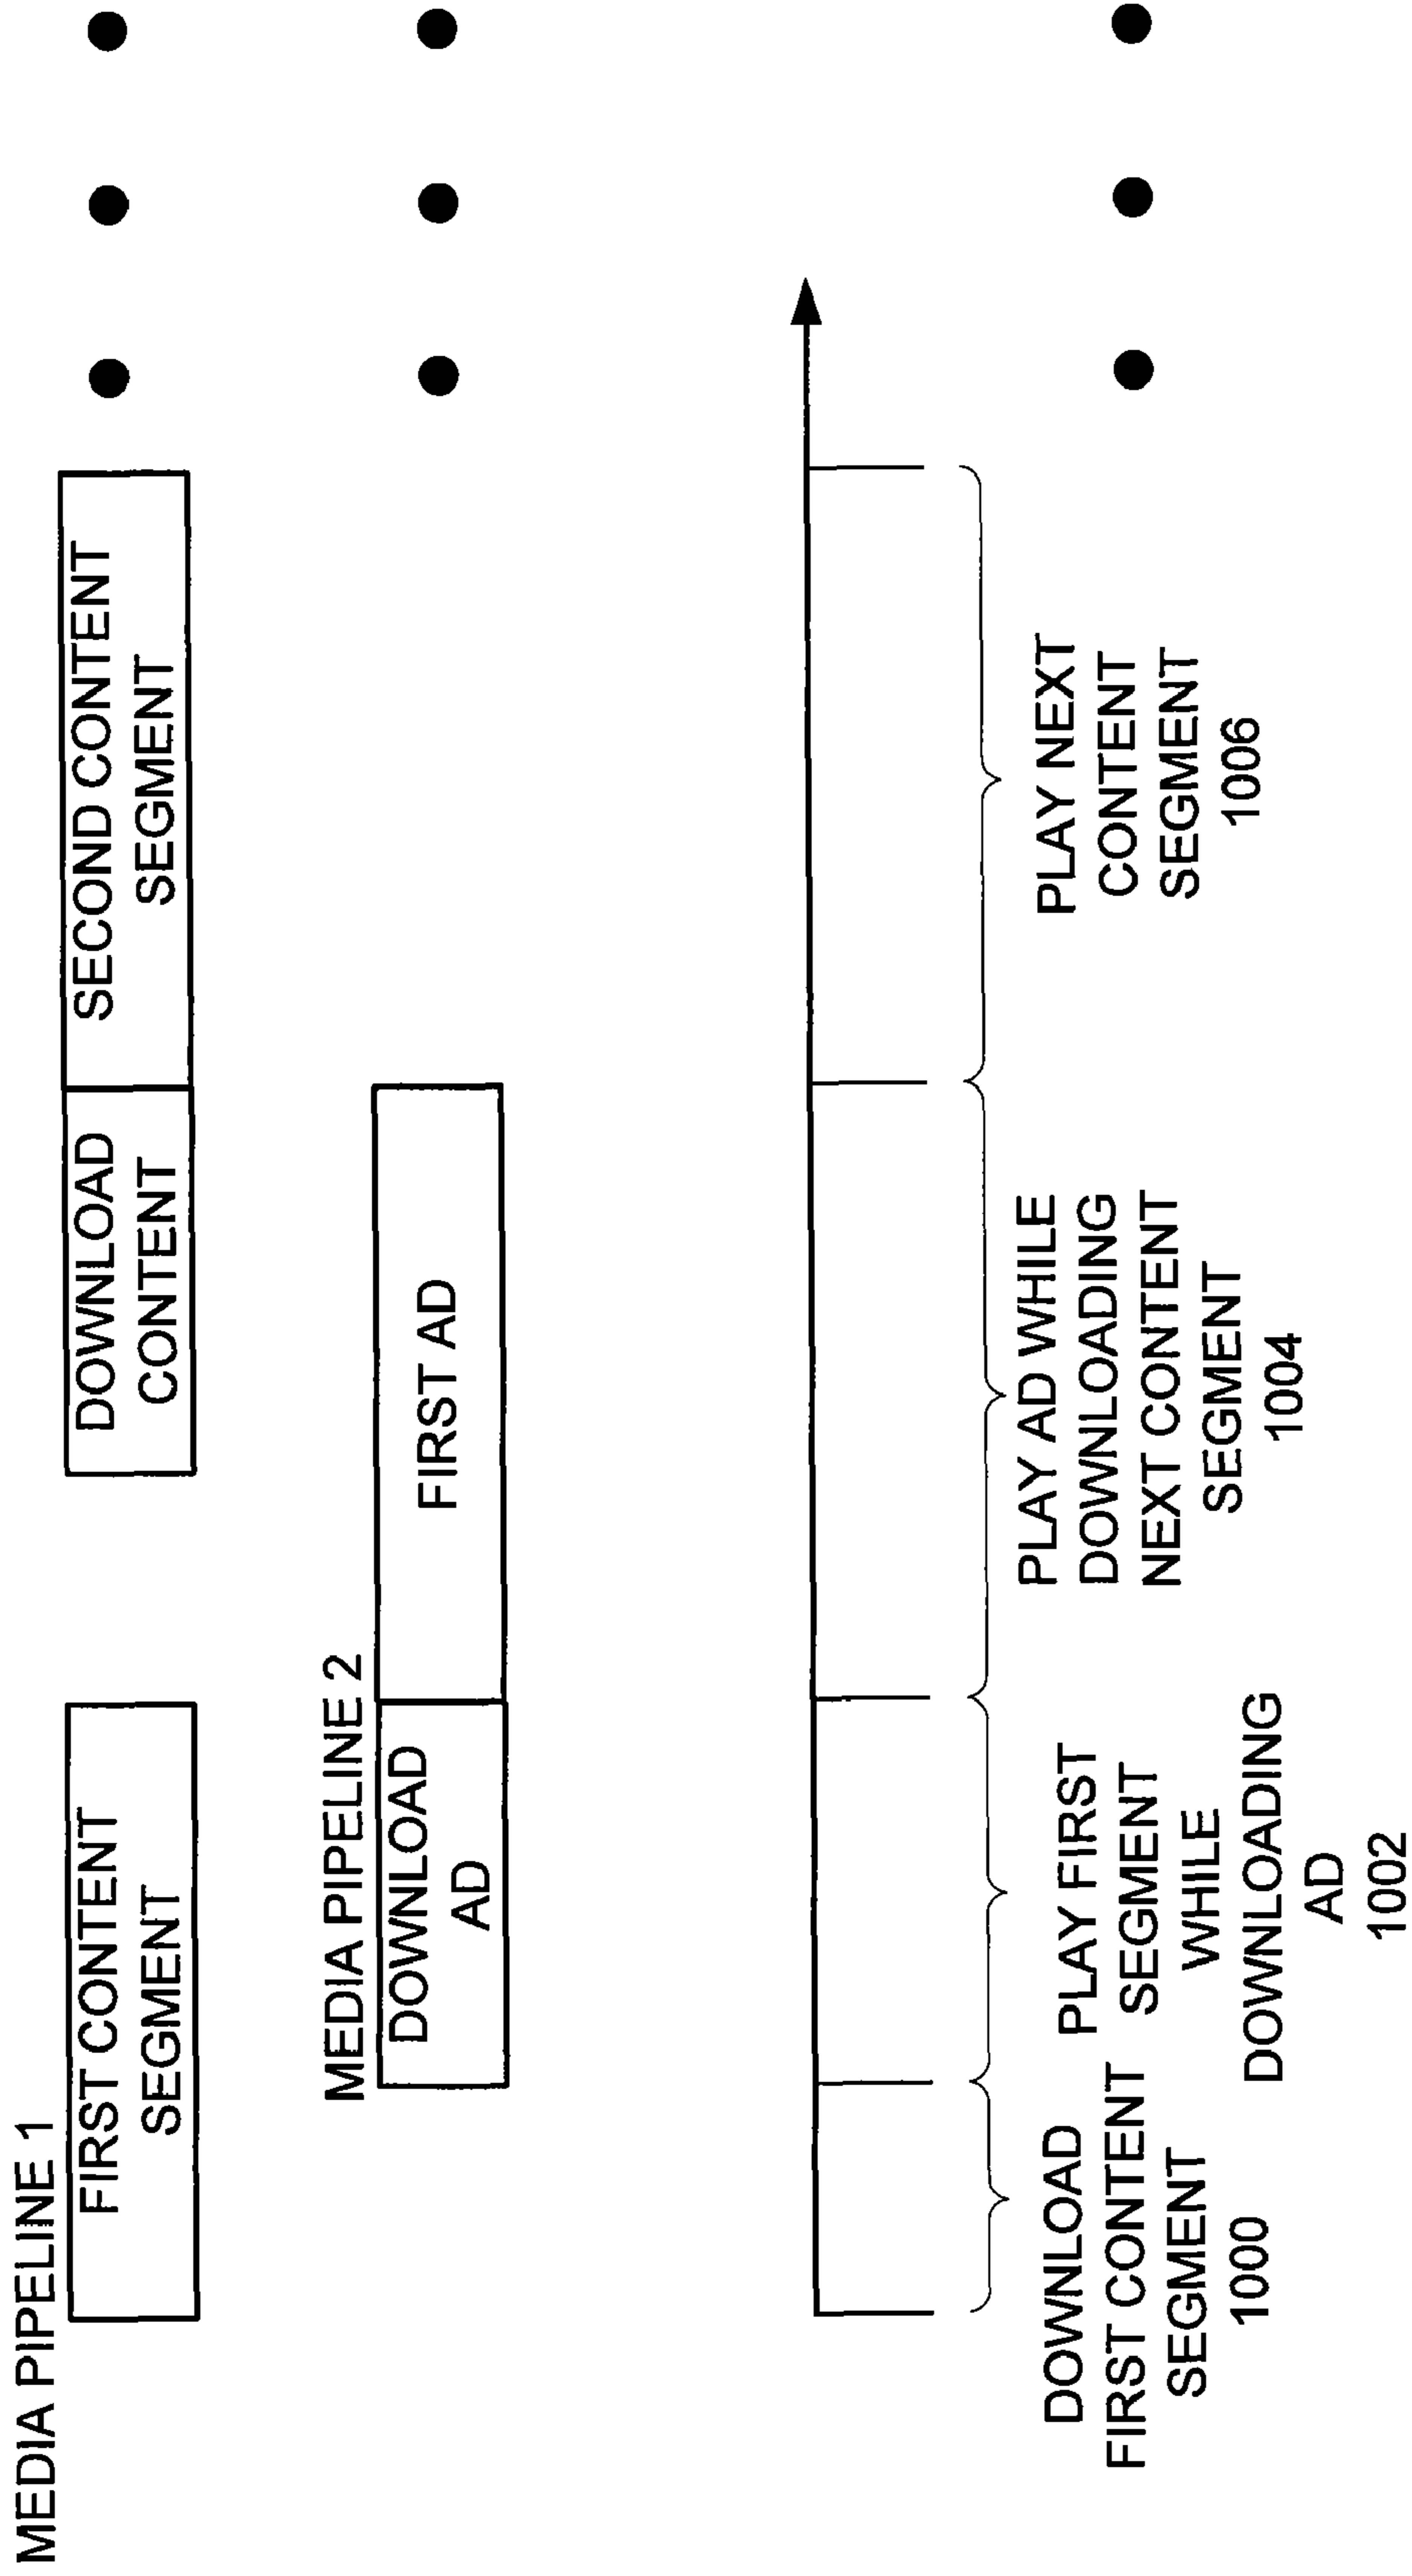 MEDIA PIPELINE 1
FIRST CONTENT
SEGMENT
DOWNLOAD
CONTENT
SECOND CONTENT
SEGMENT
MEDIA PIPELINE 2
DOWNLOAD
AD
FIRST AD
DOWNLOAD
FIRST CONTENT
SEGMENT
1000
PLAY FIRST
SEGMENT
WHILE
DOWNLOADING
AD
1002
PLAY AD WHILE
DOWNLOADING
NEXT CONTENT
SEGMENT
1004
PLAY NEXT
CONTENT
SEGMENT
1006